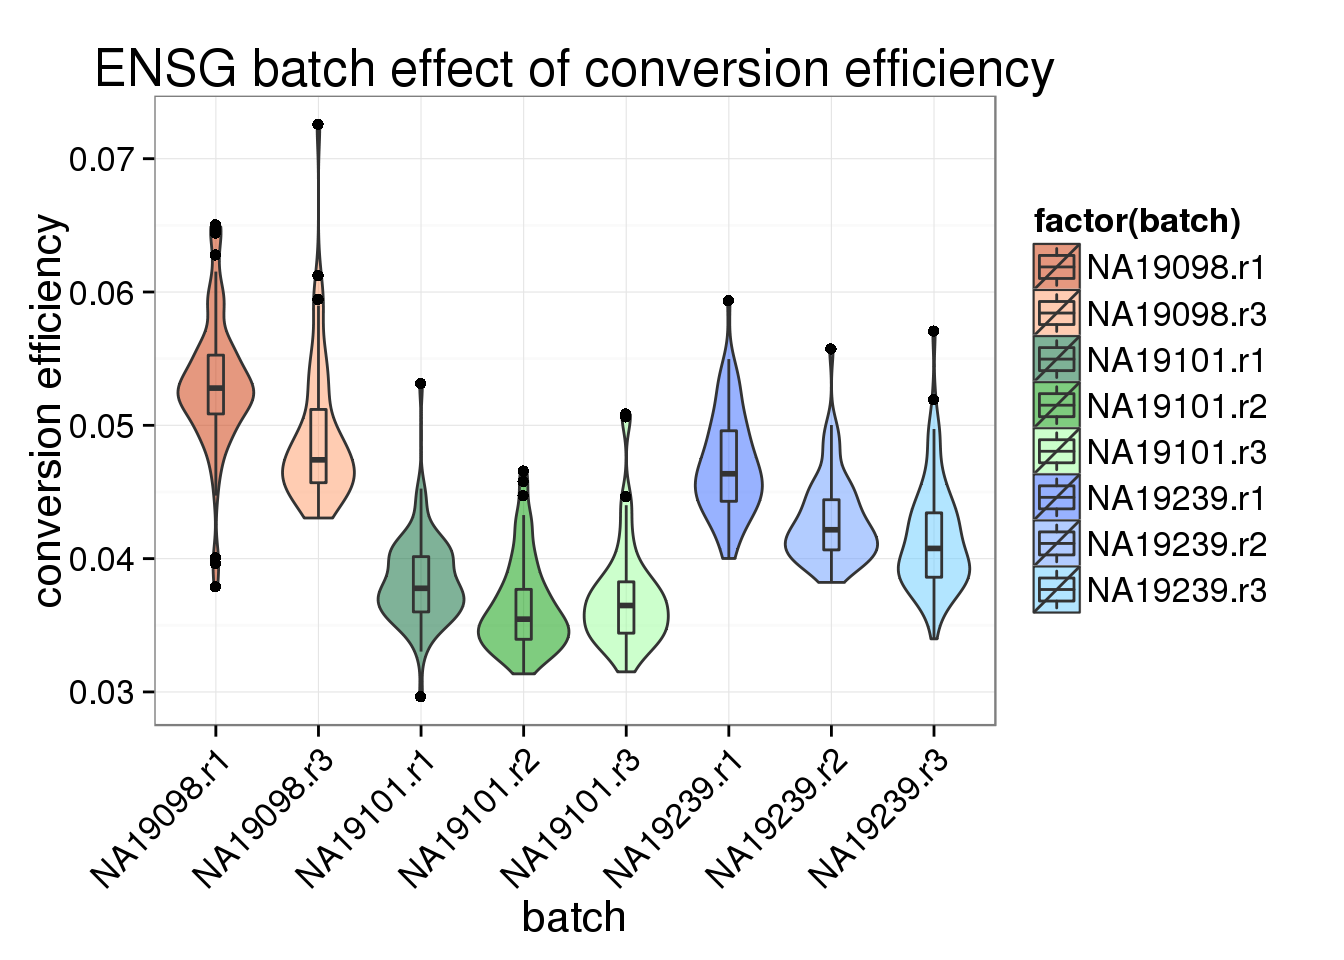 ENSG batch effect of conversion efficiency
conversion efficiency
0.07
0.06
0.05
0.04
0.03
NA19098.r1
NA19098.r3
NA19101.r1
NA19101.r2
NA19101.r3
NA19239.r1
NA19239.r2
NA19239.r3
batch
factor(batch)
NA19098.r1
NA19098.r3
NA19101.r1
NA19101.r2
NA19101.r3
NA19239.r1
NA19239.r2
NA19239.r3